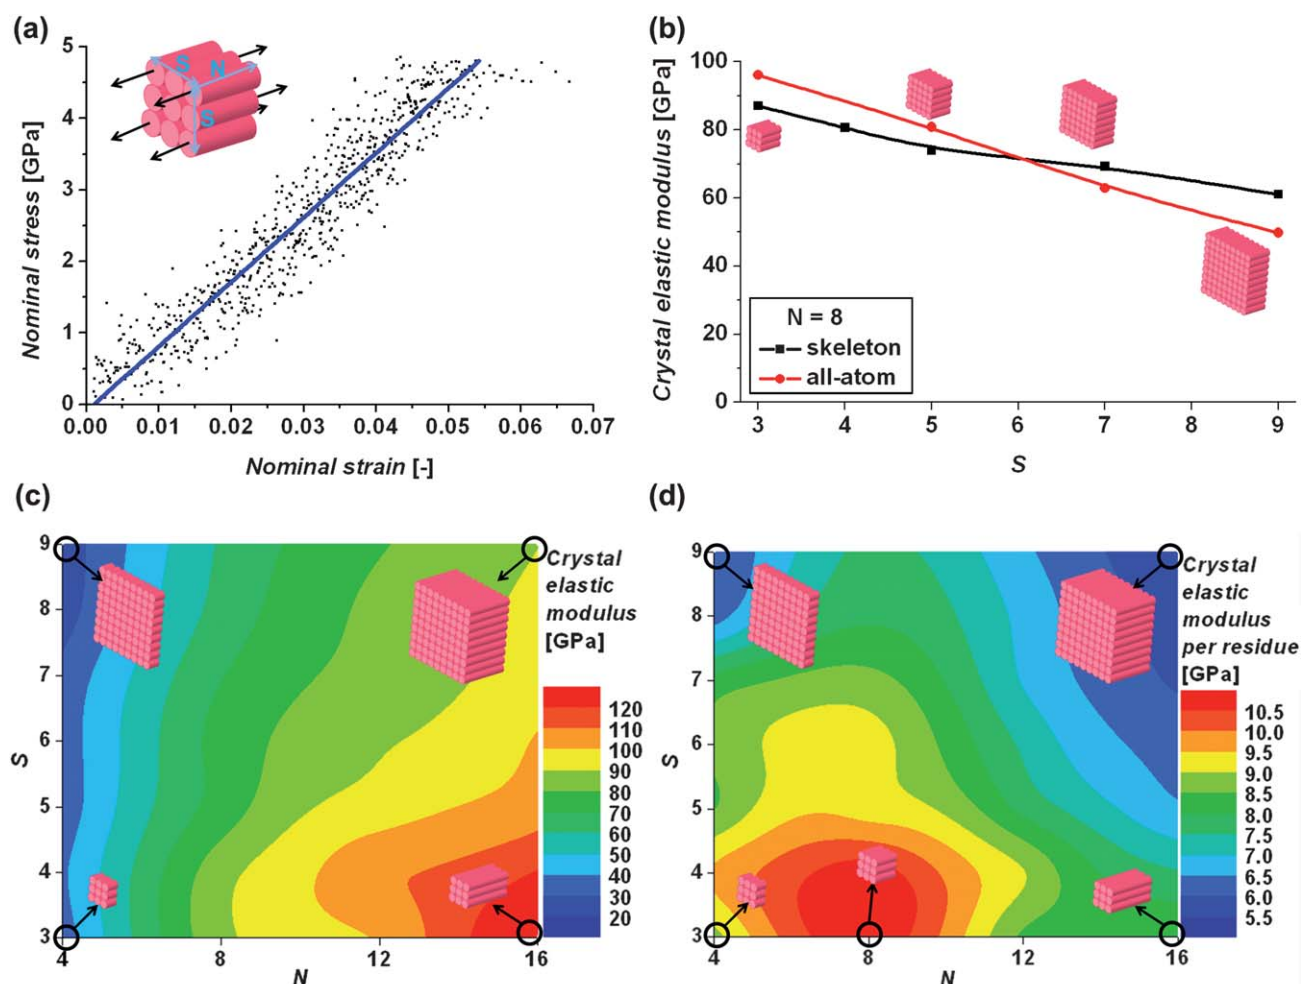 (a)
Nominal stress [GPa]
5
4
3
2
1
0
S
N
S
0.00 0.01 0.02 0.03 0.04 0.05 0.06 0.07
Nominal strain [-]
(b)
Crystal elastic modulus [GPa]
100
80
60
40
20
0
N = 8
skeleton
all-atom
3 4 5 6 7 8 9
S
(c)
S
9
7
5
3
4 8 12 16
N
Crystal
elastic
modulus
[GPa]
120
110
100
90
80
70
60
50
40
30
20
(d)
S
9
8
7
6
5
4
3
4 8 12 16
N
Crystal
elastic
modulus
per residue
[GPa]
10.5
10.0
9.5
9.0
8.5
8.0
7.5
7.0
6.5
6.0
5.5